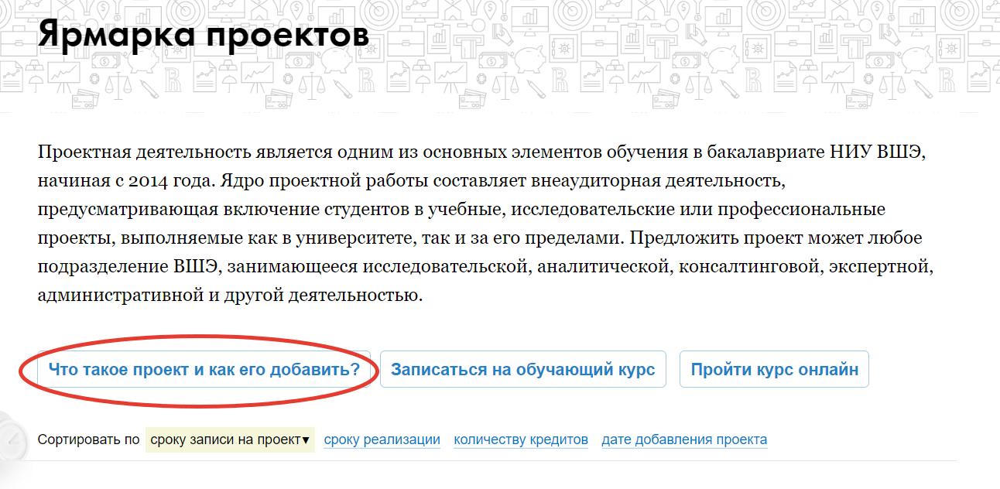 Ярмарка проектов
Проектная деятельность является одним из основных элементов обучения в бакалавриате НИУ ВШЭ,
начиная с 2014 года. Ядро проектной работы составляет внеаудиторная деятельность,
предусматривающая включение студентов в учебные, исследовательские или профессиональные
проекты, выполняемые как в университете, так и за его пределами. Предложить проект может любое
подразделение ВШЭ, занимающееся исследовательской, аналитической, консалтинговой, экспертной,
административной и другой деятельностью.
Что такое проект и как его добавить? Записаться на обучающий курс Пройти курс онлайн
Сортировать по сроку записи на проект▼ сроку реализации количеству кредитов дате добавления проекта